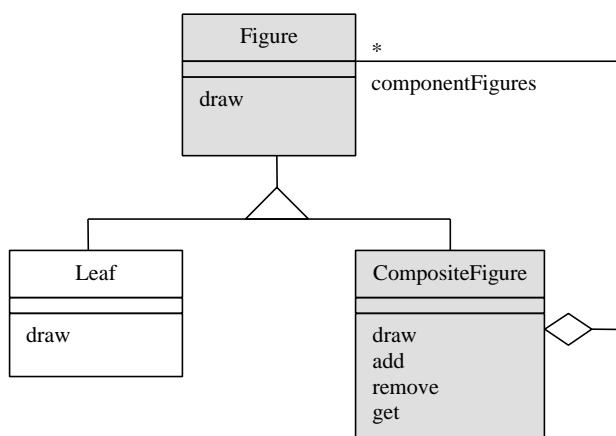 Figure
*
componentFigures
draw
Leaf
draw
CompositeFigure
draw
add
remove
get